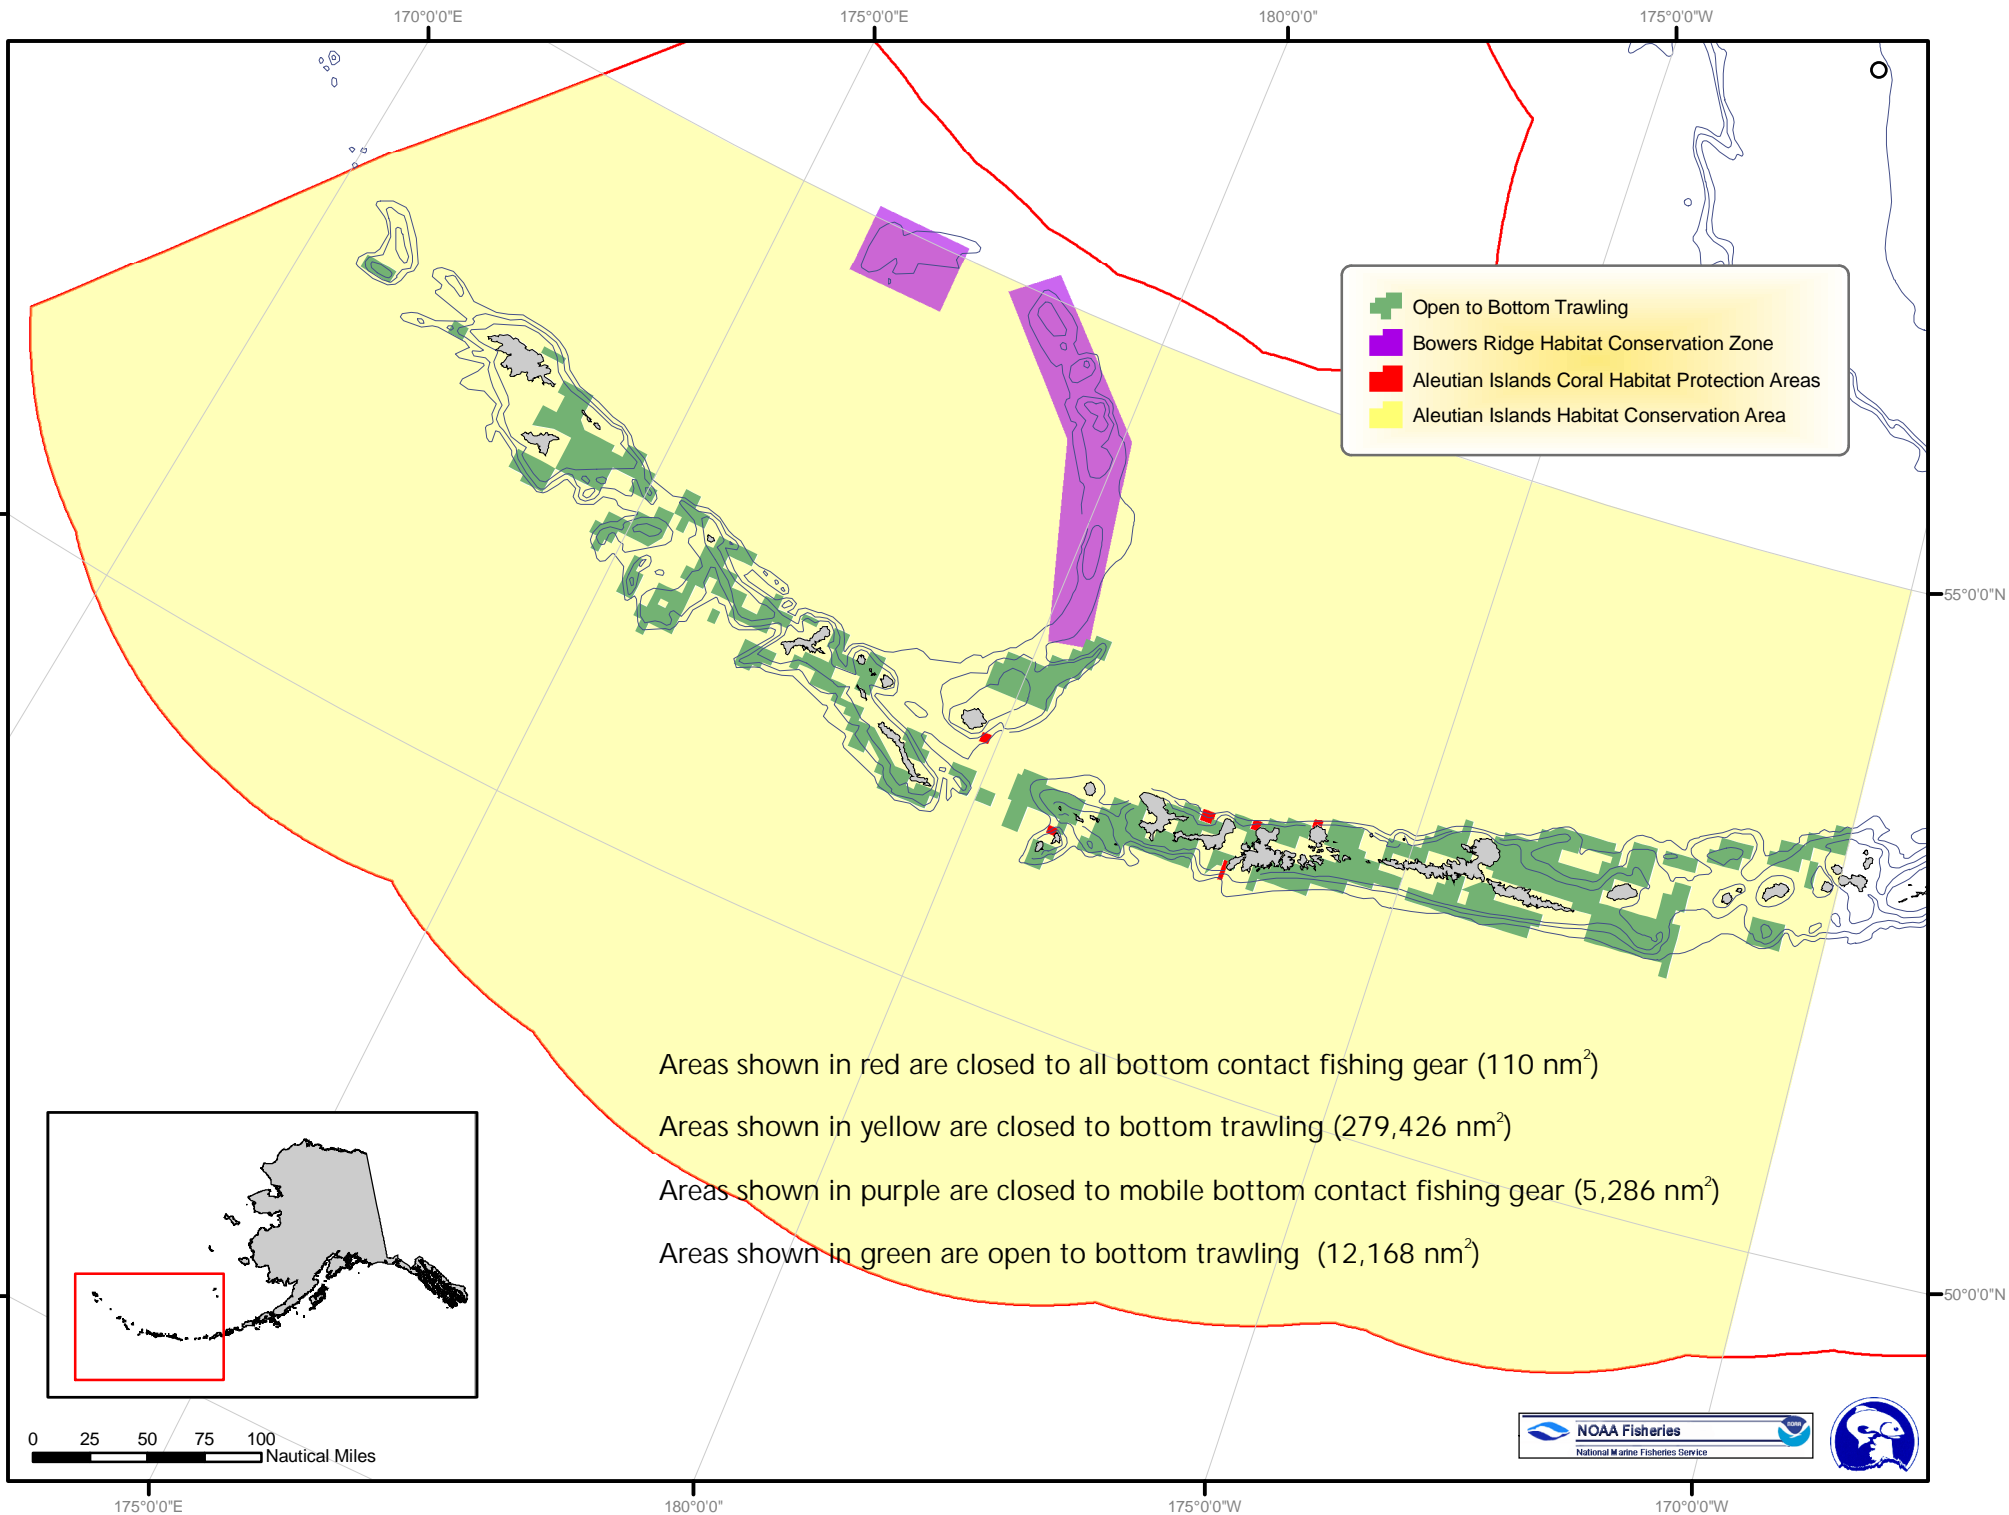 170°0'0"E
175°0'0"E
180°0'0"
175°0'0"W
Open to Bottom Trawling
Bowers Ridge Habitat Conservation Zone
Aleutian Islands Coral Habitat Protection Areas
Aleutian Islands Habitat Conservation Area
55°0'0"N
Areas shown in red are closed to all bottom contact fishing gear (110 nm²)
Areas shown in yellow are closed to bottom trawling (279,426 nm²)
Areas shown in purple are closed to mobile bottom contact fishing gear (5,286 nm²)
Areas shown in green are open to bottom trawling (12,168 nm²)
50°0'0"N
0 25 50 75 100
Nautical Miles
NOAA
NOAA Fisheries
National Marine Fisheries Service
175°0'0"E
180°0'0"
175°0'0"W
170°0'0"W